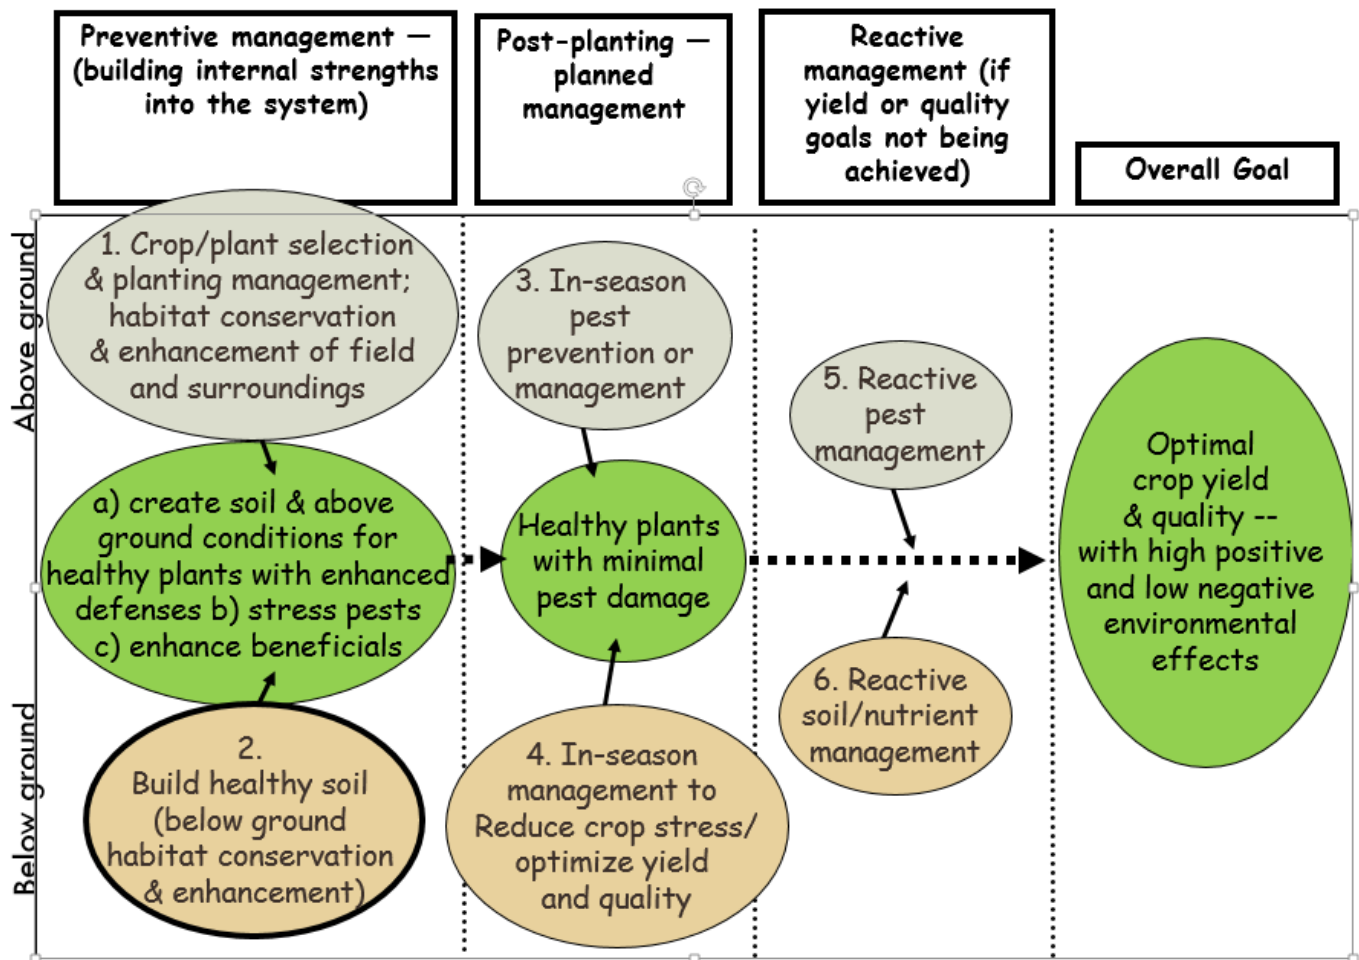 Preventive management —
(building internal strengths
into the system)
Post-planting —
planned
management
Reactive
management (if
yield or quality
goals not being
achieved)
Overall Goal
Above ground
Below ground
1. Crop/plant selection
& planting management;
habitat conservation
& enhancement of field
and surroundings
a) create soil & above
ground conditions for
healthy plants with enhanced
defenses b) stress pests
c) enhance beneficials
2.
Build healthy soil
(below ground
habitat conservation
& enhancement)
3. In-season
pest
prevention or
management
Healthy plants
with minimal
pest damage
4. In-season
management to
Reduce crop stress/
optimize yield
and quality
5. Reactive
pest
management
6. Reactive
soil/nutrient
management
Optimal
crop yield
& quality --
with high positive
and low negative
environmental
effects